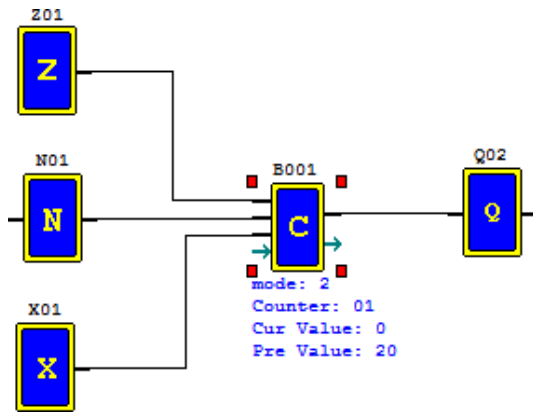 Z01
Z
N01
N
B001
C
Q02
Q
mode: 2
Counter: 01
Cur Value: 0
Pre Value: 20
X01
X